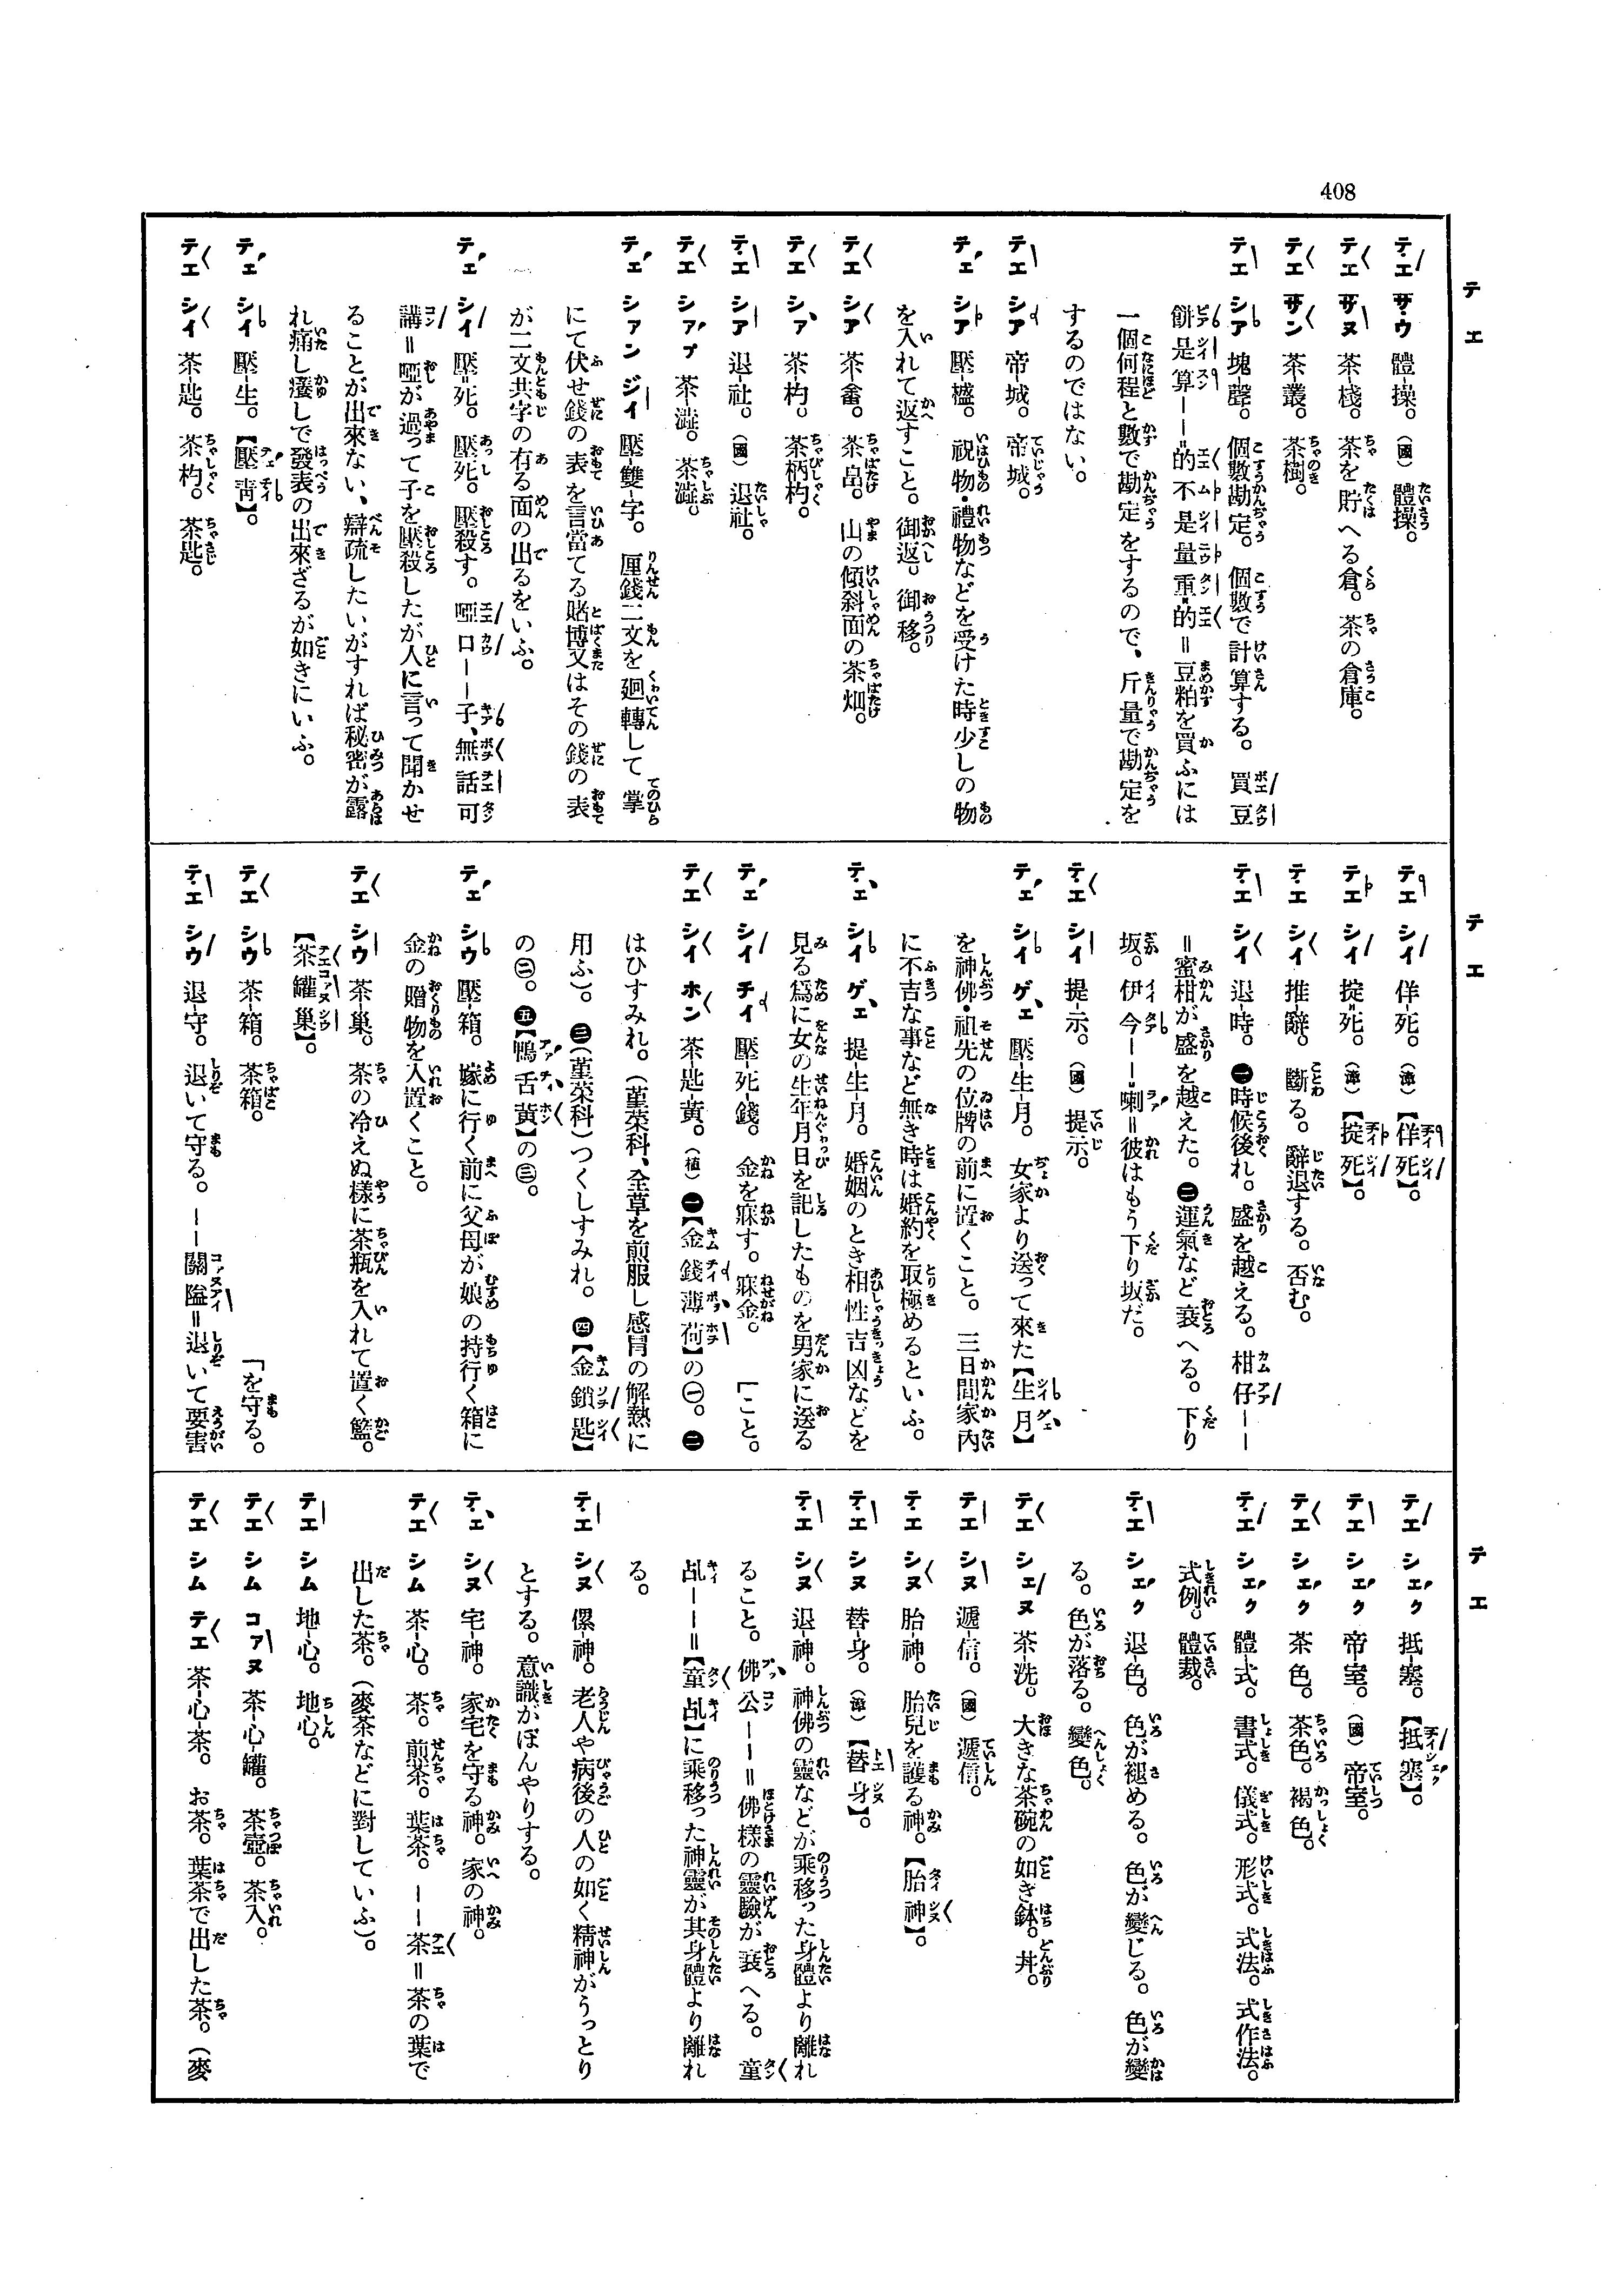 408
テエ
テエ ザウ 體-操。(國) 體操。
テエ ザヌ 茶-棧。茶を貯へる倉。茶の倉庫。
テエ ザン 茶叢。茶樹。
テエ シア 塊-聲。個數勘定。個數で計算する。買豆
餅是算ーー的不是量重的=豆粕を買ふには
一個何程と數で勘定をするので、斤量で勘定を
するのではない。
テエ シア 帝-城。帝城。
テエ シア 壓-㯼。祝物・禮物などを受けた時少しの物
を入れて返すこと。御返。御移。
テエ シア 茶-畬。茶畠。山の傾斜面の茶畑。
テエ シア 茶-杓。茶柄杓。
テエ シア 退-社。(國) 退社。
テエ シアプ 茶-澁。茶澁。
テエ シアン ジイ 壓-雙-字。厘錢二文を廻轉して掌
にて伏せ錢の表を言當てる賭博又はその錢の表
が二文共字の有る面の出るをいふ。
テエ シイ 壓=死。壓死。壓殺す。啞口ーー子、無話可
講=啞が過って子を壓殺したが人に言って聞かせ
ることが出來ない、辯疏したいがすれば秘密が露
れ痛し癢しで發表の出來ざるが如きにいふ。
テエ シイ 壓-生。【壓青】。
テエ シイ 茶-匙。茶杓。茶匙。
テエ
テエ シイ 佯-死。(漳)【佯死】。
テエ シイ 掟=死。(漳)【掟死】。
テエ シイ 推-辭。斷る。辭退する。否む。
テエ シイ 退-時。㊀時候後れ。盛を越える。柑仔ーー
=蜜柑が盛を越えた。㊁運氣など衰へる。下り
坂。伊今ーー喇=彼はもう下り坂だ。
テエ シイ 提-示。(國) 提示。
テエ シイ ゲエ 壓-生-月。女家より送って來た【生月】
を神佛・祖先の位牌の前に置くこと。三日間家內
に不吉な事など無き時は婚約を取極めるといふ。
テエ シイ ゲエ 提-生-月。婚姻のとき相性吉凶などを
見る爲に女の生年月日を記したものを男家に送る
「こと。
テエ シイ チイ 壓-死-錢。金を寐す。寐金。
テエ シイ ホン 茶-匙-黄。(植)㊀【金錢薄荷】の㊀。㊁
はひすみれ。(菫菜科、全草を煎服し感冒の解熱に
用ふ)。㊂(菫菜科)つくしすみれ。㊃【金鎖匙】
の㊁。㊄【鴨舌黄】の㊂。
テエ シウ 壓-箱。嫁に行く前に父母が娘の持行く箱に
金の贈物を入置くこと。
テエ シウ 茶-巢。茶の冷えぬ樣に茶瓶を入れて置く籃。
【茶罐巢】。
テエ シウ 茶-箱。茶箱。
「を守る。
テエ シウ 退-守。退いて守る。ーー關隘=退いて要害
テエ
テエ シエク 抵-塞。【抵塞】。
テエ シエク 帝-室。(國) 帝室。
テエ シエク 茶色。茶色。褐色。
テエ シエク 體-式。書式。儀式。形式。式法。式作法。
式例。體裁。
テエ シエク 退-色。色が褪める。色が變じる。色が變
る。色が落る。變色。
テエ シエヌ 茶-洗。大きな茶碗の如き鉢。丼。
テエ シヌ 遞-信。(國) 遞信。
テエ シヌ 胎-神。胎兒を護る神。【胎神】。
テエ シヌ 替-身。(漳)【替身】。
テエ シヌ 退-神。神佛の靈などが乘移った身體より離れ
ること。佛公ーー=佛樣の靈驗が衰へる。童
乩ーー=【童乩】に乘移った神靈が其身體より離れ
る。
テエ シヌ 儽-神。老人や病後の人の如く精神がうっとり
とする。意識がぼんやりする。
テエ シヌ 宅-神。家宅を守る神。家の神。
テエ シム 茶-心。茶。煎茶。葉茶。ーー茶=茶の葉で
出した茶。(麥茶などに對していふ)。
テエ シム 地-心。地心。
テエ シム コアヌ 茶-心-罐。茶壺。茶入。
テエ シム テエ 茶-心-茶。お茶。葉茶で出した茶。(麥